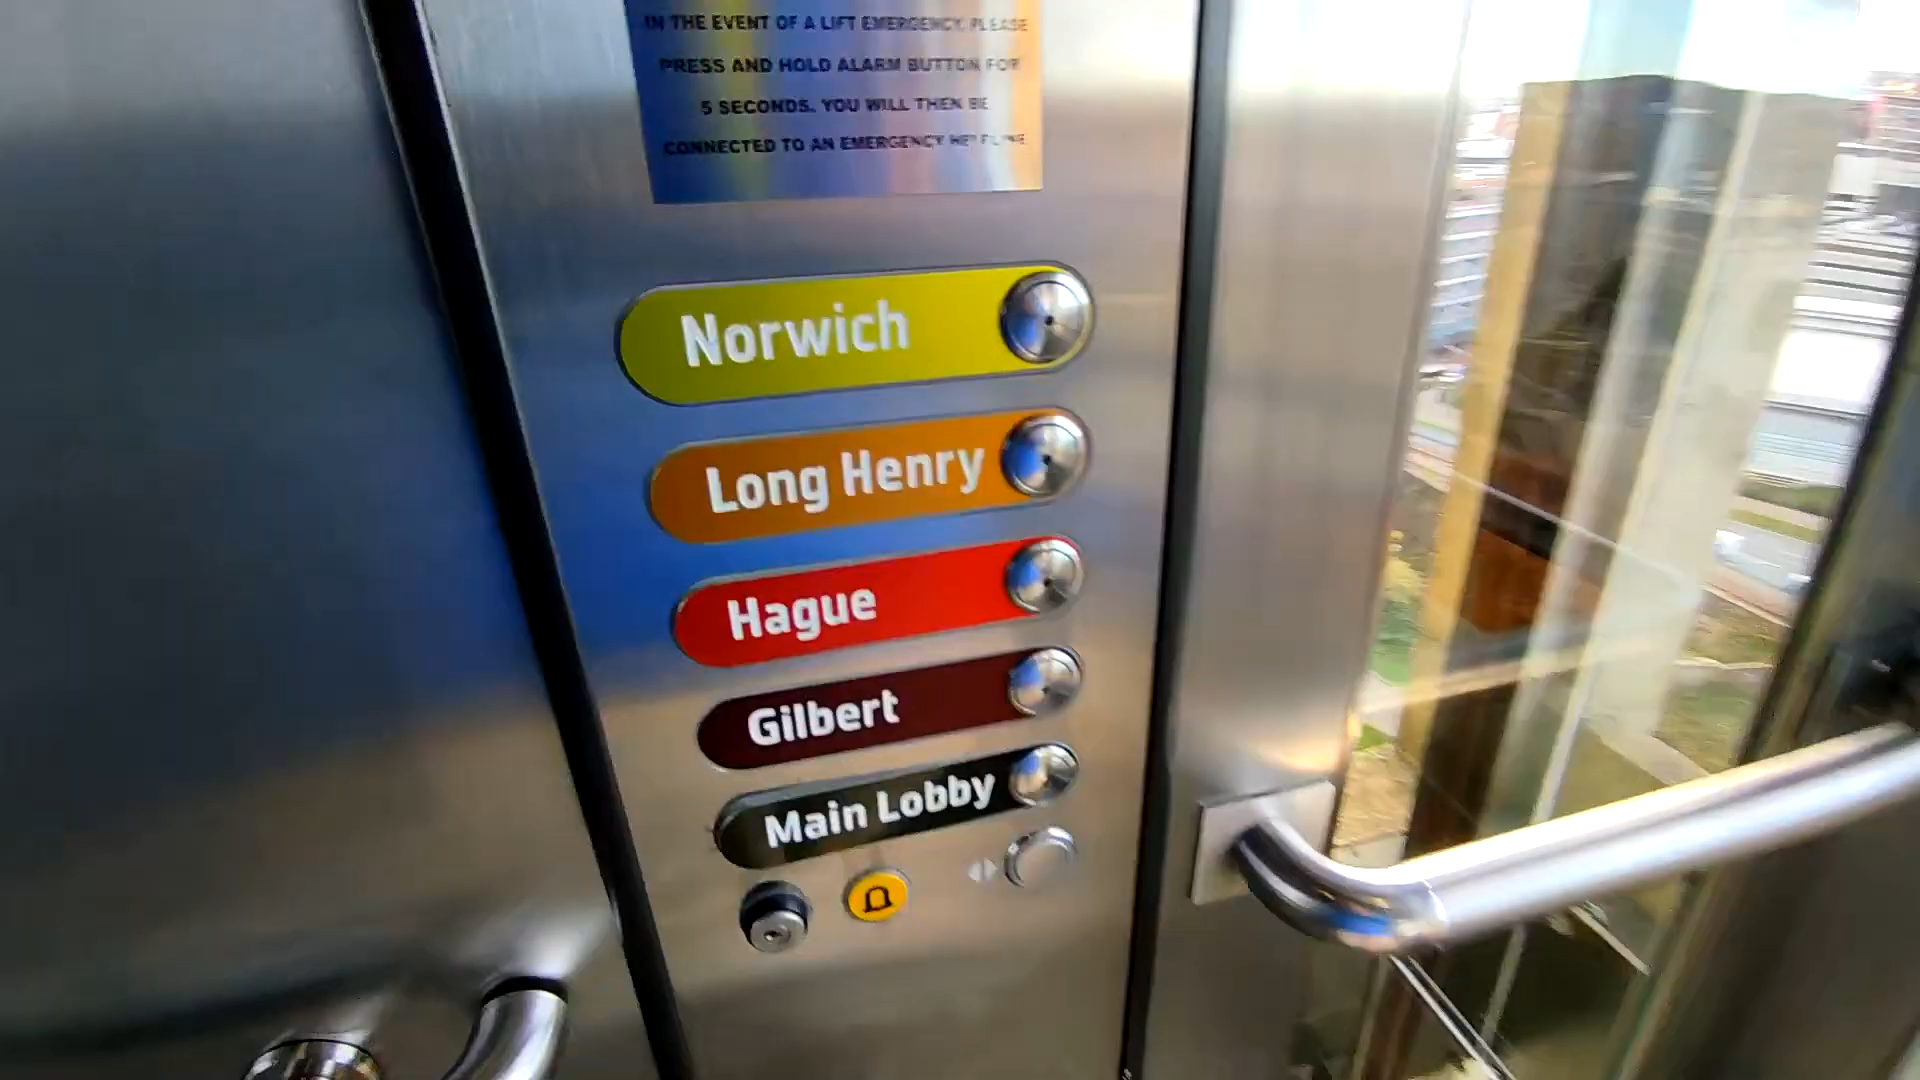 IN THE EVENT OF A LIFT EMERGENCY, PLEASE
PRESS AND HOLD ALARM BUTTON FOR
5 SECONDS. YOU WILL THEN BE
CONNECTED TO AN EMERGENCY HELPLINE
Norwich
Long Henry
Hague
Gilbert
Main Lobby